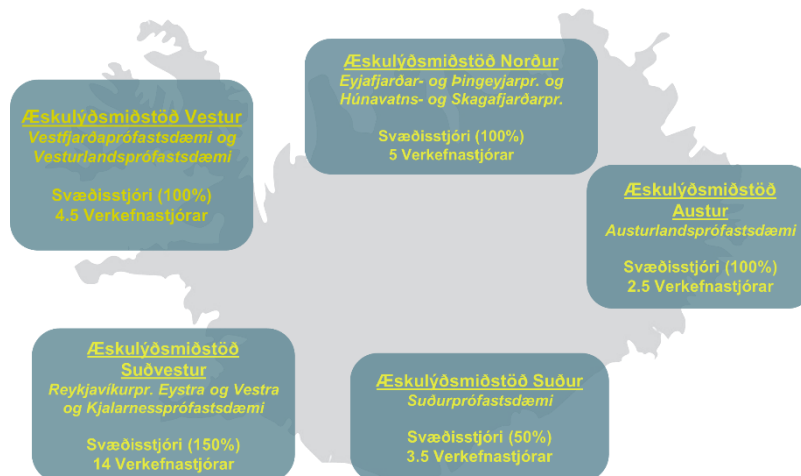 Æskulýðsmiðstöð Norður
Eyjafjarðar- og Þingeyjarpr. og
Húnavatns- og Skagafjarðarpr.
Svæðisstjóri (100%)
5 Verkefnastjórar
Æskulýðsmiðstöð Vestur
Vestfjarðaprófastsdæmi og
Vesturlandsprófastsdæmi
Svæðisstjóri (100%)
4.5 Verkefnastjórar
Æskulýðsmiðstöð
Austur
Austurlandsprófastsdæmi
Svæðisstjóri (100%)
2.5 Verkefnastjórar
Æskulýðsmiðstöð
Suðvestur
Reykjavíkurpr. Eystra og Vestra
og Kjalarnessprófastsdæmi
Svæðisstjóri (150%)
14 Verkefnastjórar
Æskulýðsmiðstöð Suður
Suðurprófastsdæmi
Svæðisstjóri (50%)
3.5 Verkefnastjórar